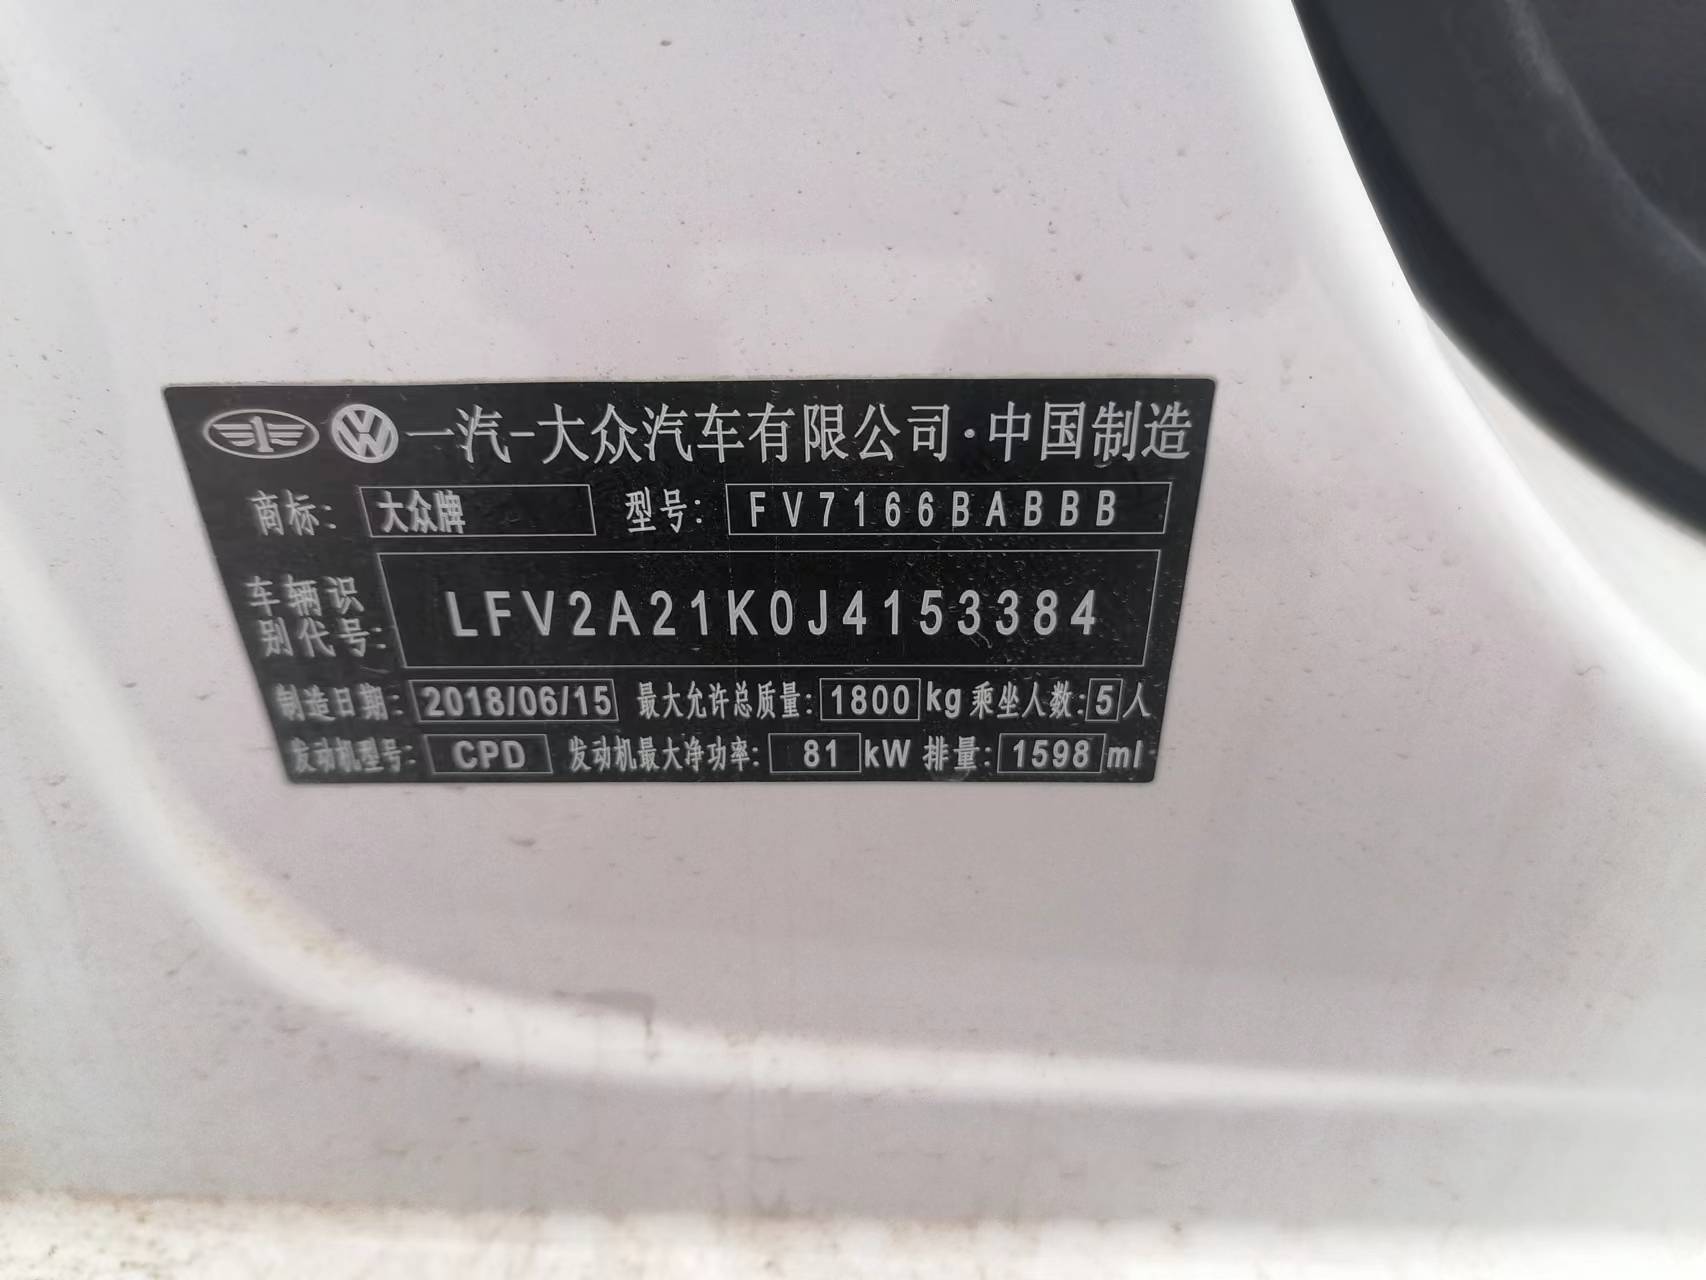 一汽-大众汽车有限公司·中国制造
商标: 大众牌 型号: FV7166BABBB
车辆识别代号: LFV2A21K0J4153384
制造日期: 2018/06/15 最大允许总质量: 1800 kg 乘坐人数: 5 人
发动机型号: CPD 发动机最大净功率: 81 kW 排量: 1598 ml